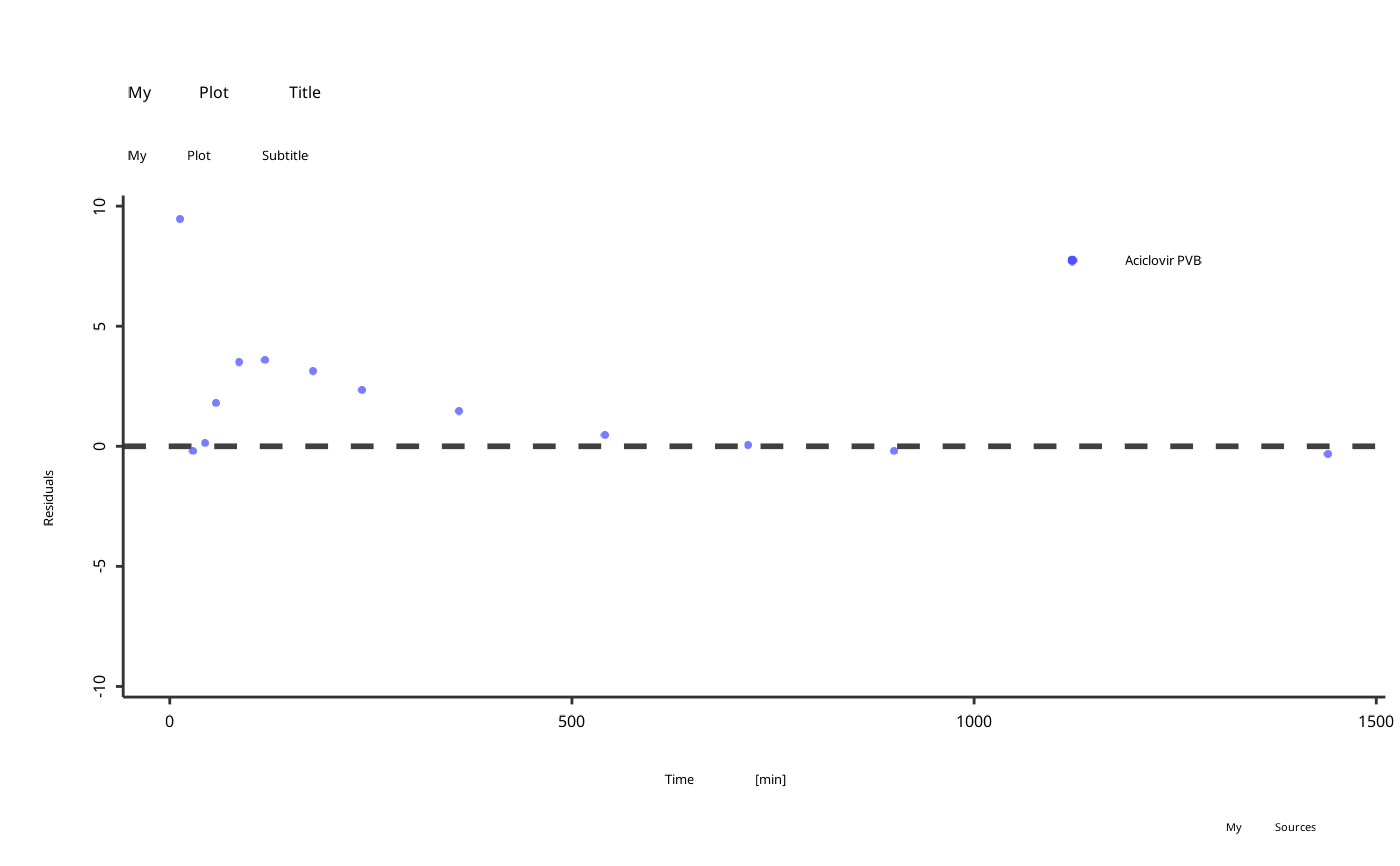 My Plot Title
My Plot Subtitle
10
5
0
-5
-10
Residuals
Aciclovir PVB
0 500 1000 1500
Time [min]
My Sources